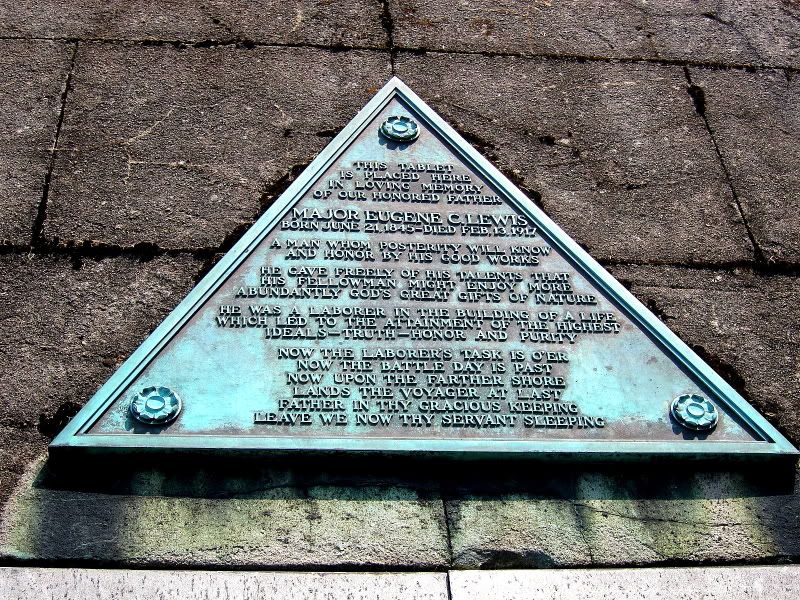 THIS TABLET
IS PLACED HERE
IN LOVING MEMORY
OF OUR HONORED FATHER
MAJOR EUGENE C. LEWIS
BORN JUNE 21, 1845–DIED FEB. 13, 1917
A MAN WHOM POSTERITY WILL KNOW
AND HONOR BY HIS GOOD WORKS
HE GAVE FREELY OF HIS TALENTS THAT
HIS FELLOWMAN MIGHT ENJOY MORE
ABUNDANTLY GOD'S GREAT GIFTS OF NATURE
HE WAS A LABORER IN THE BUILDING OF A LIFE
WHICH LED TO THE ATTAINMENT OF THE HIGHEST
IDEALS–TRUTH–HONOR AND PURITY
NOW THE LABORER'S TASK IS O'ER
NOW THE BATTLE DAY IS PAST
NOW UPON THE FARTHER SHORE
LANDS THE VOYAGER AT LAST
FATHER IN THY GRACIOUS KEEPING
LEAVE WE NOW THY SERVANT SLEEPING